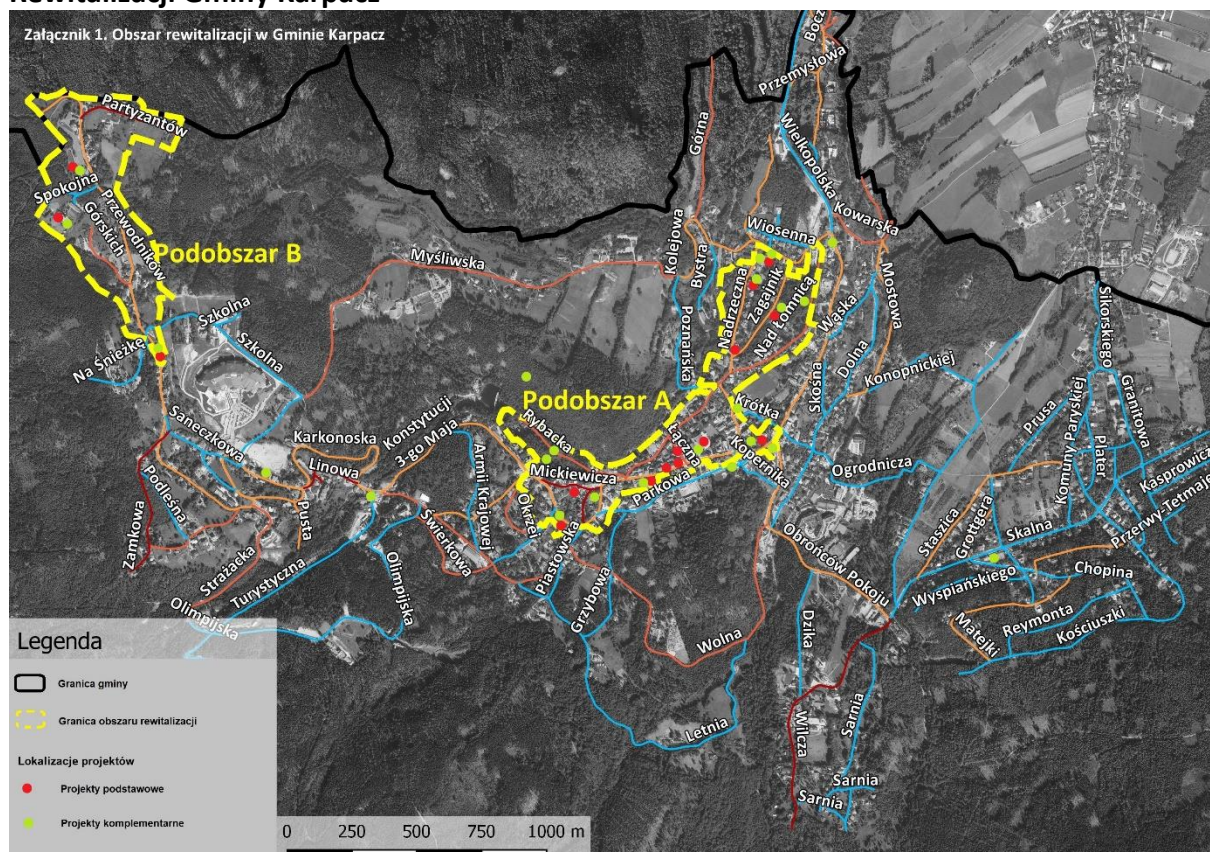 Rewitalizacji Gminy Karpacz
Załącznik 1. Obszar rewitalizacji w Gminie Karpacz
Przemysłowa
Partyzantów
Górna
Wielkopolska
Spokojna
Kowarska
Przewodników
Górskich
Wiosenna
Podobszar B
Kolejowa
Myśliwska
Bystra
Mostowa
Nadrzeczna
Zagajnik
Nad Łomnicą
Sikorskiego
Szkolna
Wąska
Poznańska
Na Śnieżkę
Szkolna
Dolna
Konopnickiej
Skośna
Podobszar A
Krótka
Prusa
Komuny Paryskiej
Granitowa
Plater
Saneczkowa
Karkonoska
Konstytucji
3-go Maja
Rybacka
Łączna
Kopernika
Linowa
Mickiewicza
Ogrodnicza
Podleśna
Armii Krajowej
Okrzei
Parkowa
Staszica
Grottgera
Skalna
Pusta
Świerkowa
Zamkowa
Piastowska
Obrońców Pokoju
Strażacka
Turystyczna
Olimpijska
Olimpijska
Grzybowa
Wyspiańskiego
Chopina
Reymonta
Kościuszki
Matejki
Dzika
Wolna
Letnia
Wilcza
Sarnia
Sarnia
Sarnia
Legenda
Granica gminy
Granica obszaru rewitalizacji
Lokalizacje projektów
Projekty podstawowe
Projekty komplementarne
0 250 500 750 1000 m